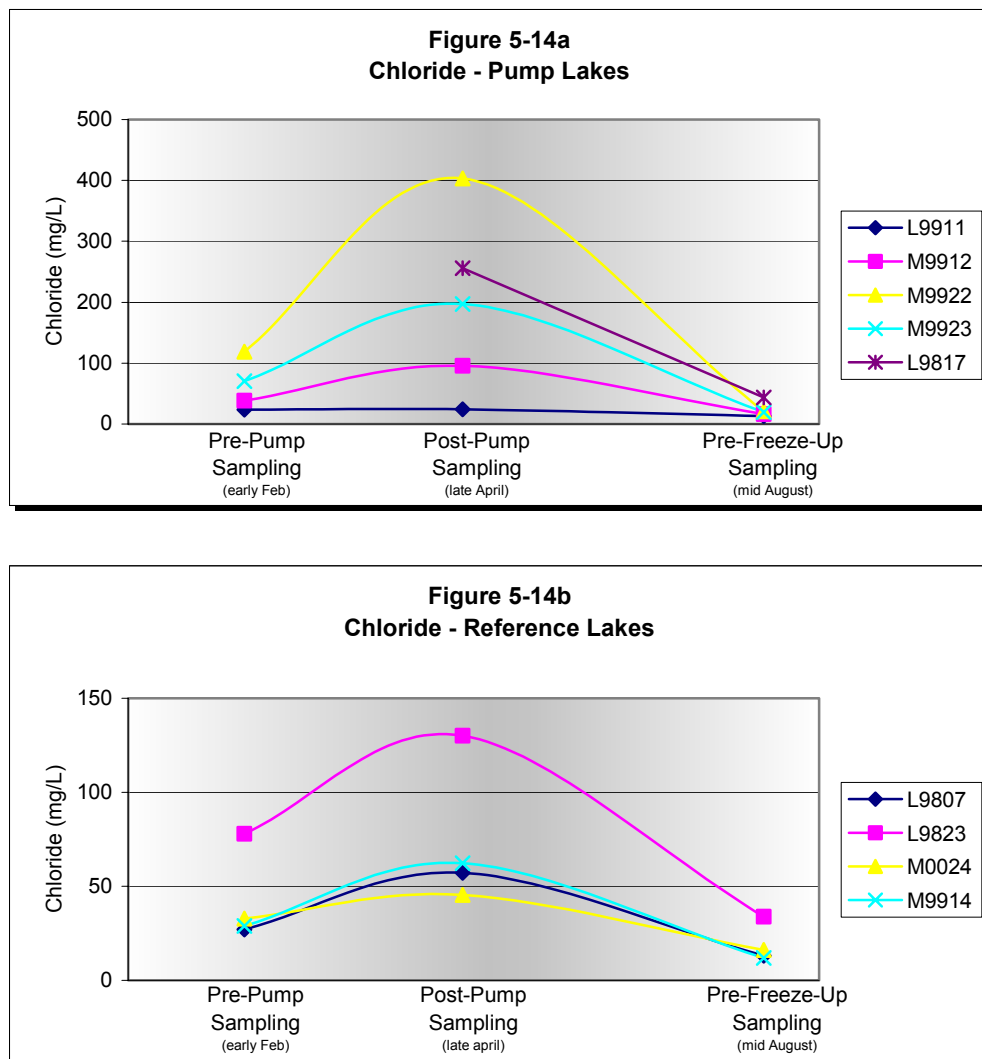 Figure 5-14a
Chloride - Pump Lakes
Chloride (mg/L)
500
400
300
200
100
0
Pre-Pump
Sampling
(early Feb)
Post-Pump
Sampling
(late April)
Pre-Freeze-Up
Sampling
(mid August)
L9911
M9912
M9922
M9923
L9817
Figure 5-14b
Chloride - Reference Lakes
Chloride (mg/L)
150
100
50
0
Pre-Pump
Sampling
(early Feb)
Post-Pump
Sampling
(late april)
Pre-Freeze-Up
Sampling
(mid August)
L9807
L9823
M0024
M9914